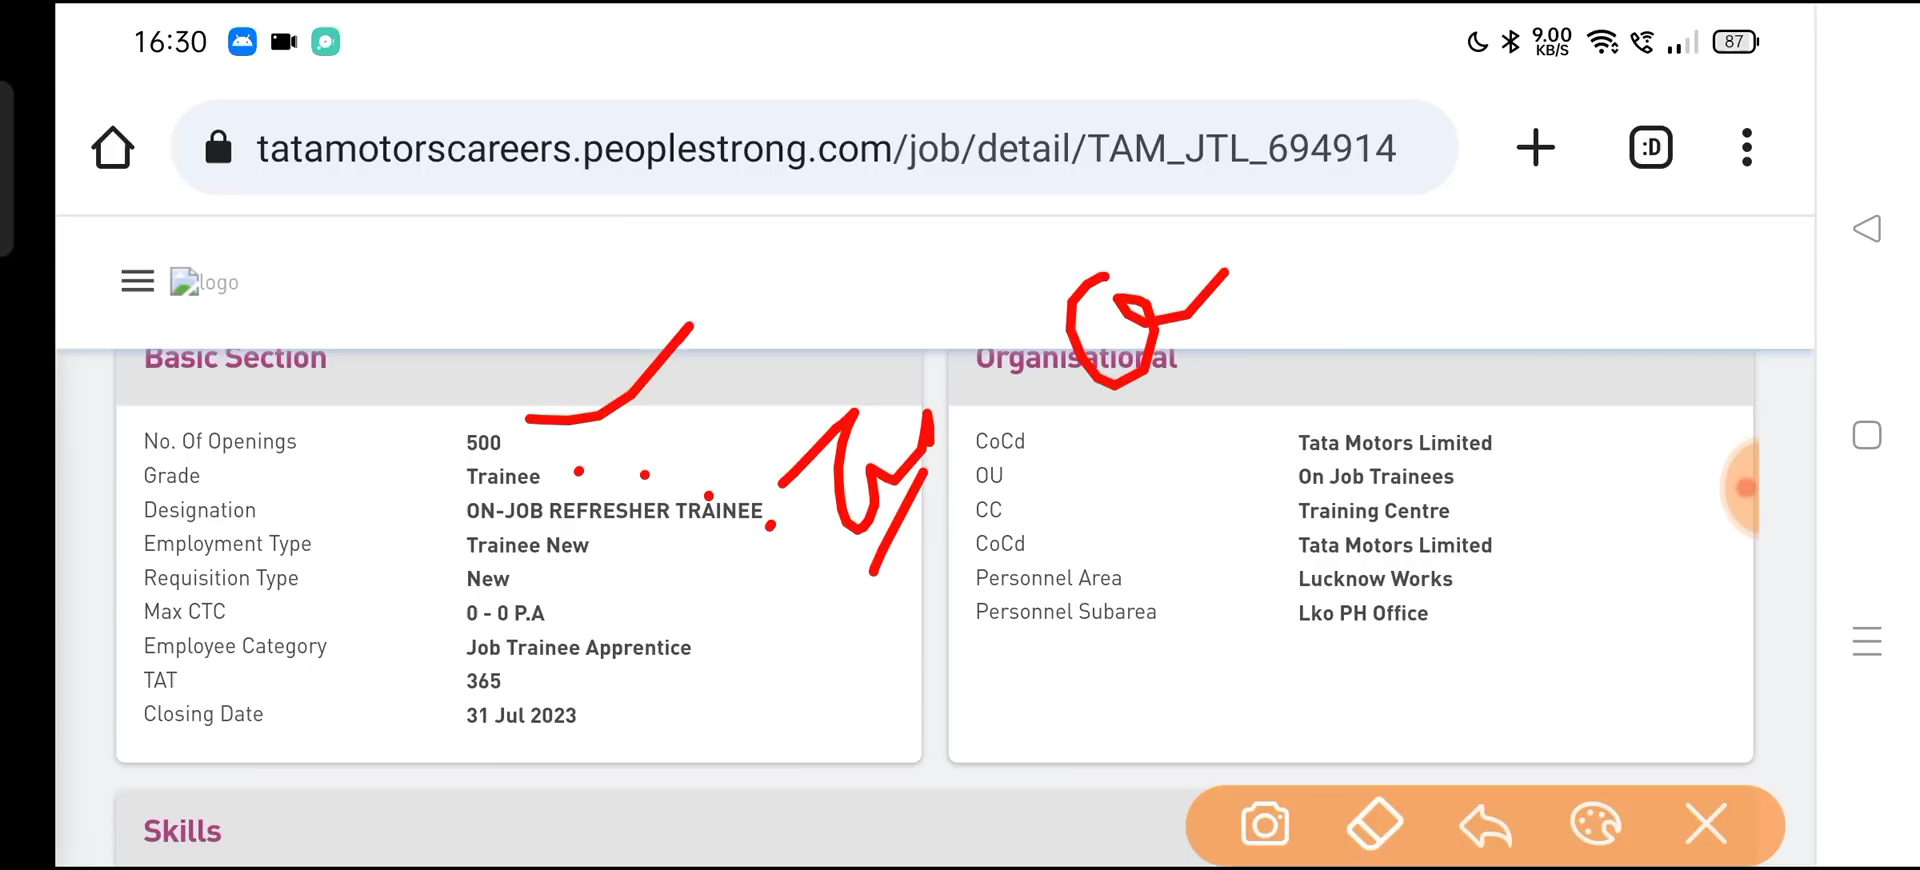 16:30 9.00 KB/S 87
tatamotorscareers.peoplestrong.com/job/detail/TAM_JTL_694914 :D
logo
Basic Section
No. Of Openings 500
Grade Trainee
Designation ON-JOB REFRESHER TRAINEE
Employment Type Trainee New
Requisition Type New
Max CTC 0 - 0 P.A
Employee Category Job Trainee Apprentice
TAT 365
Closing Date 31 Jul 2023
Organisational
CoCd Tata Motors Limited
OU On Job Trainees
CC Training Centre
CoCd Tata Motors Limited
Personnel Area Lucknow Works
Personnel Subarea Lko PH Office
Skills